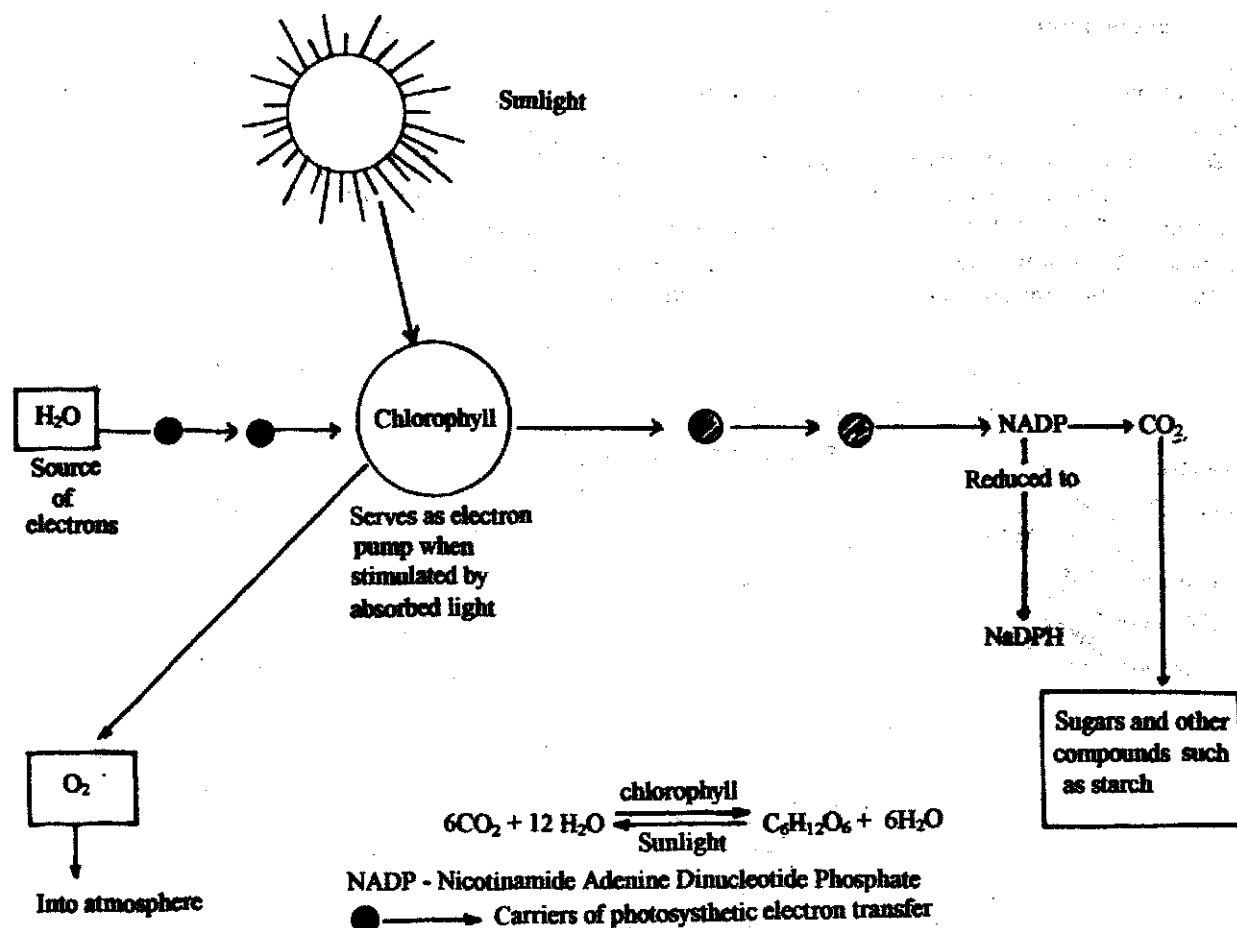 Sunlight
H₂O
Source
of
electrons
Chlorophyll
Serves as electron
pump when
stimulated by
absorbed light
NADP
CO₂
Reduced to
NaDPH
Sugars and other
compounds such
as starch
O₂
Into atmosphere
chlorophyll
6CO₂ + 12 H₂O C₆H₁₂O₆ + 6H₂O
Sunlight
NADP - Nicotinamide Adenine Dinucleotide Phosphate
Carriers of photosysthetic electron transfer